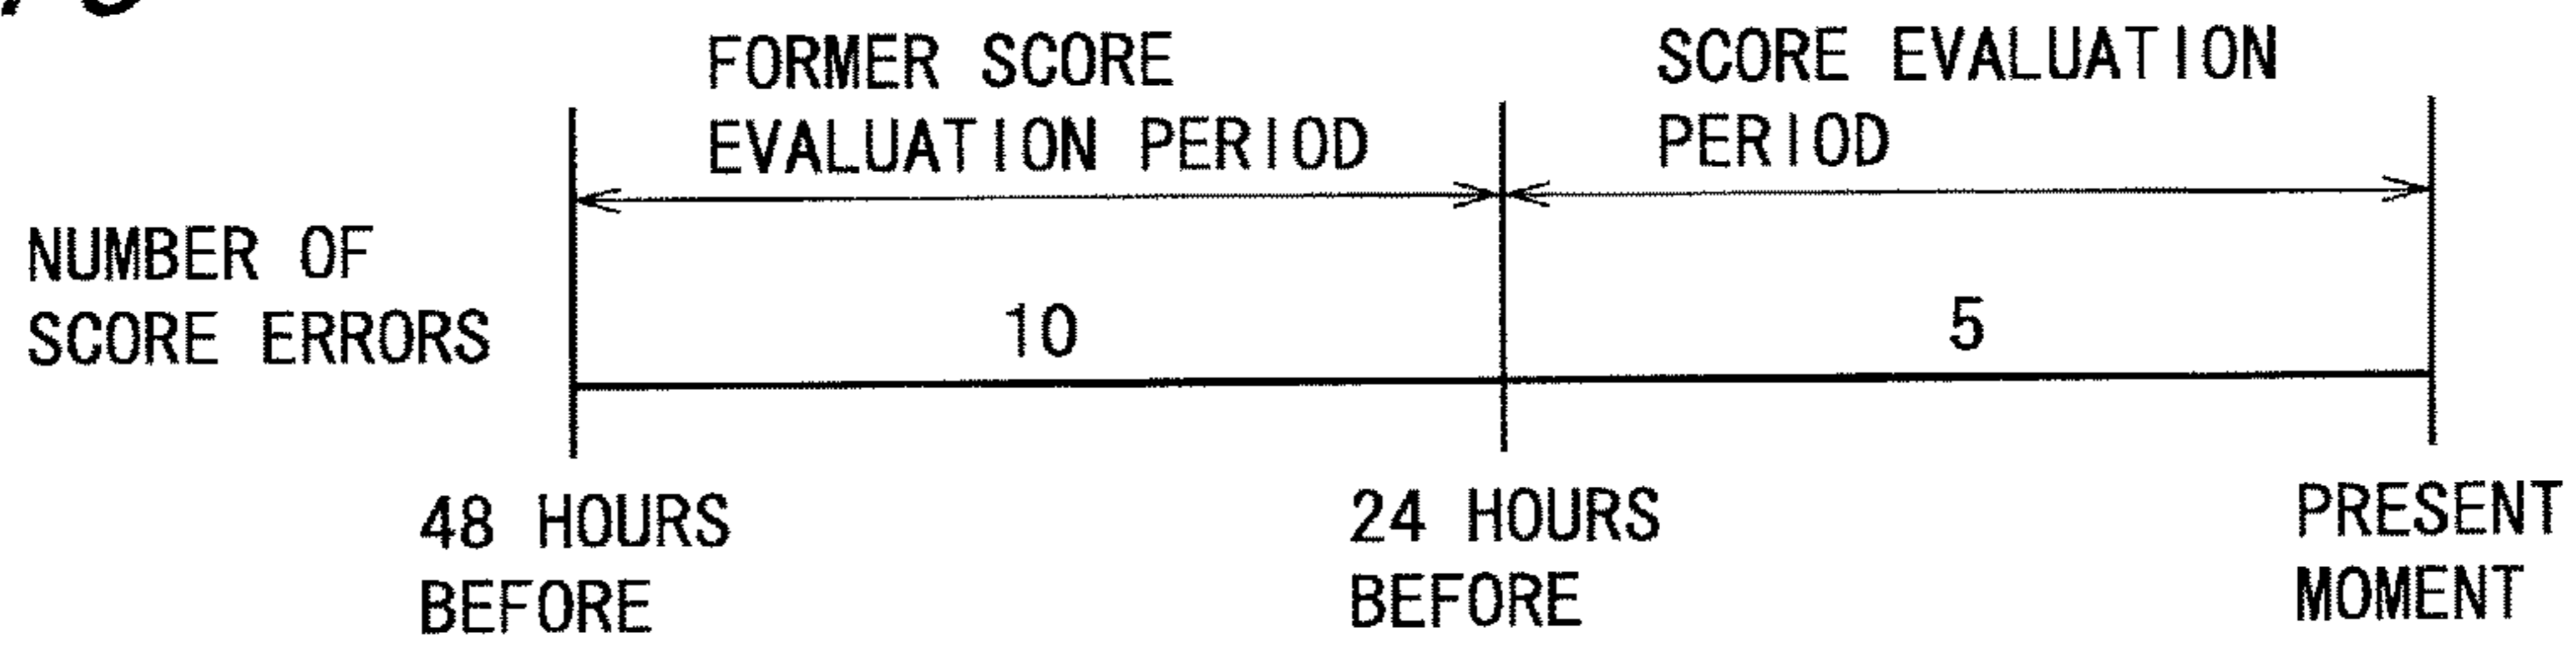 FORMER SCORE
EVALUATION PERIOD
SCORE EVALUATION
PERIOD
NUMBER OF
SCORE ERRORS
10
5
48 HOURS
BEFORE
24 HOURS
BEFORE
PRESENT
MOMENT